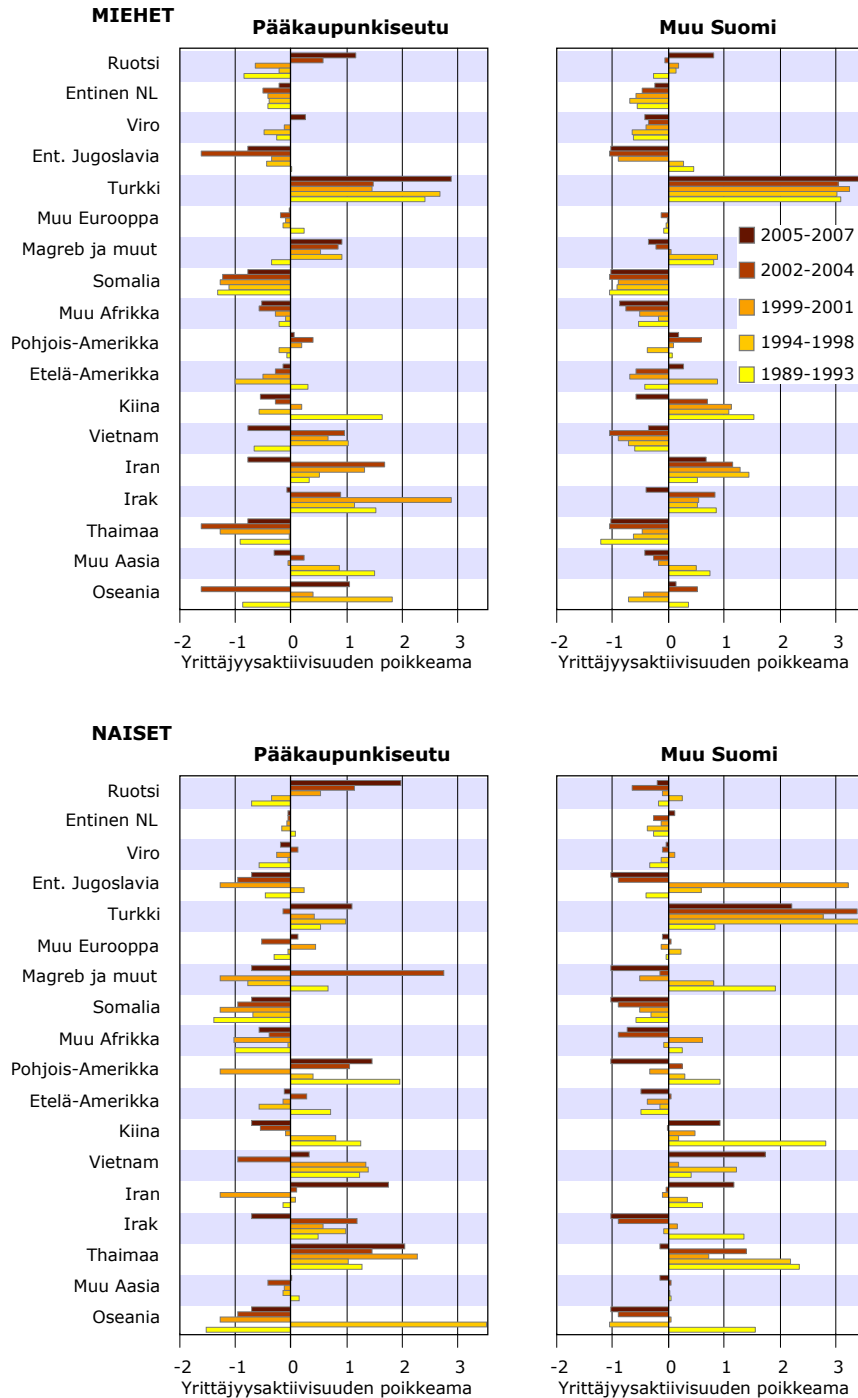 MIEHET
Pääkaupunkiseutu
Muu Suomi
Ruotsi
Entinen NL
Viro
Ent. Jugoslavia
Turkki
Muu Eurooppa
Magreb ja muut
Somalia
Muu Afrikka
Pohjois-Amerikka
Etelä-Amerikka
Kiina
Vietnam
Iran
Irak
Thaimaa
Muu Aasia
Oseania
2005-2007
2002-2004
1999-2001
1994-1998
1989-1993
-2 -1 0 1 2 3
-2 -1 0 1 2 3
Yrittäjyysaktiivisuuden poikkeama
Yrittäjyysaktiivisuuden poikkeama
NAISET
Pääkaupunkiseutu
Muu Suomi
Ruotsi
Entinen NL
Viro
Ent. Jugoslavia
Turkki
Muu Eurooppa
Magreb ja muut
Somalia
Muu Afrikka
Pohjois-Amerikka
Etelä-Amerikka
Kiina
Vietnam
Iran
Irak
Thaimaa
Muu Aasia
Oseania
-2 -1 0 1 2 3
-2 -1 0 1 2 3
Yrittäjyysaktiivisuuden poikkeama
Yrittäjyysaktiivisuuden poikkeama